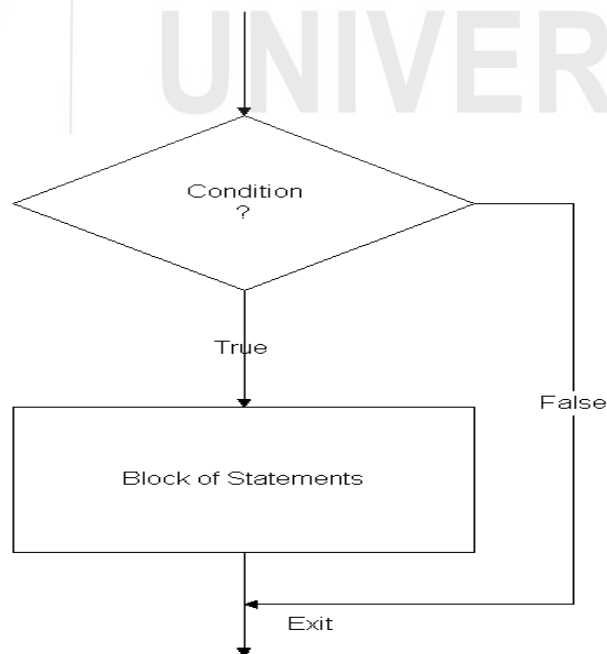 UNIVER
Condition
?
True
False
Block of Statements
Exit